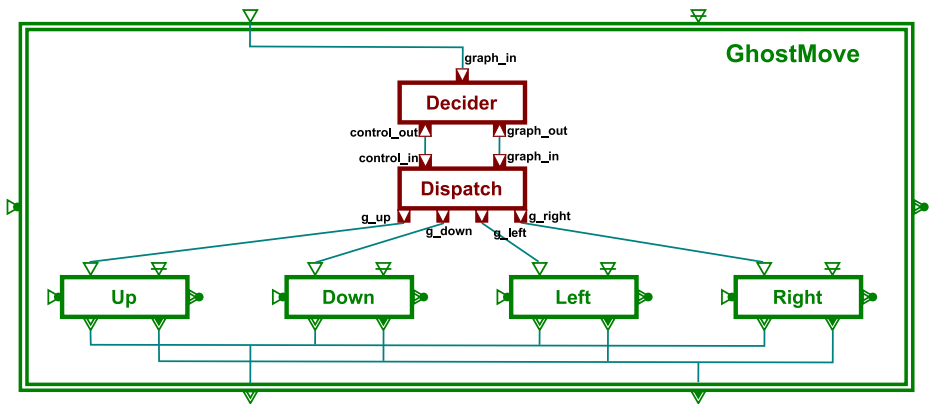 GhostMove
graph_in
Decider
control_out
graph_out
control_in
graph_in
Dispatch
g_up
g_down
g_left
g_right
Up
Down
Left
Right